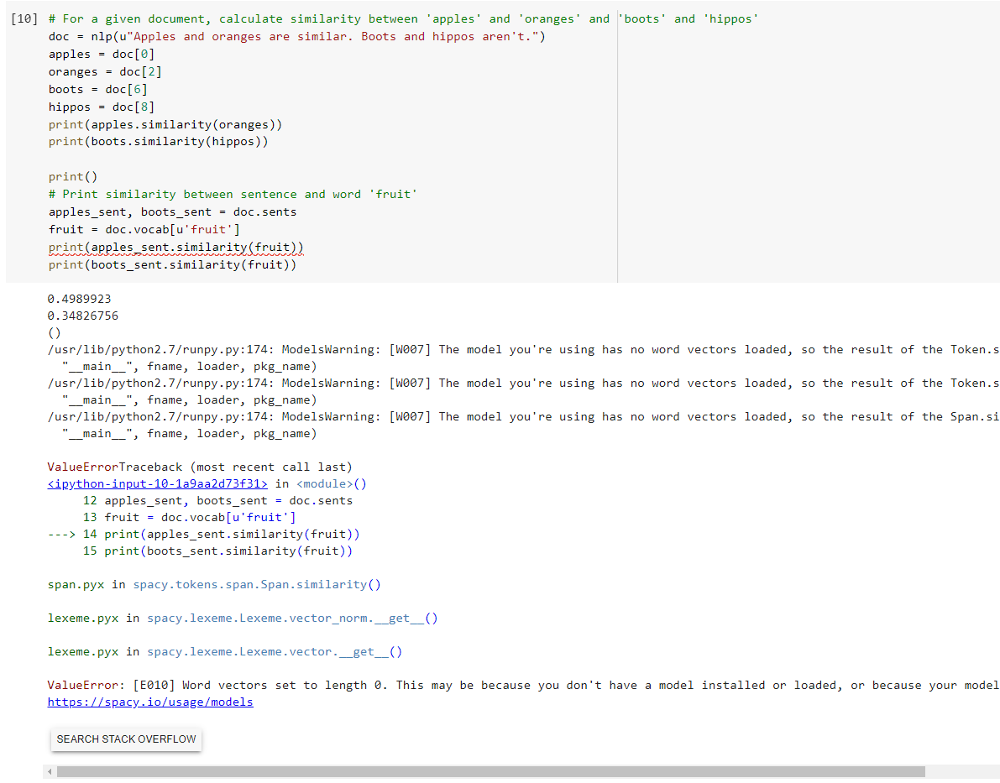 [10] # For a given document, calculate similarity between 'apples' and 'oranges' and 'boots' and 'hippos'
doc = nlp(u"Apples and oranges are similar. Boots and hippos aren't.")
apples = doc[0]
oranges = doc[2]
boots = doc[6]
hippos = doc[8]
print(apples.similarity(oranges))
print(boots.similarity(hippos))
print()
# Print similarity between sentence and word 'fruit'
apples_sent, boots_sent = doc.sents
fruit = doc.vocab[u'fruit']
print(apples_sent.similarity(fruit))
print(boots_sent.similarity(fruit))
0.4989923
0.34826756
()
/usr/lib/python2.7/runpy.py:174: ModelsWarning: [W007] The model you're using has no word vectors loaded, so the result of the Token.s
"__main__", fname, loader, pkg_name)
/usr/lib/python2.7/runpy.py:174: ModelsWarning: [W007] The model you're using has no word vectors loaded, so the result of the Token.s
"__main__", fname, loader, pkg_name)
/usr/lib/python2.7/runpy.py:174: ModelsWarning: [W007] The model you're using has no word vectors loaded, so the result of the Span.si
"__main__", fname, loader, pkg_name)
ValueErrorTraceback (most recent call last)
<ipython-input-10-1a9aa2d73f31> in <module>()
12 apples_sent, boots_sent = doc.sents
13 fruit = doc.vocab[u'fruit']
---> 14 print(apples_sent.similarity(fruit))
15 print(boots_sent.similarity(fruit))
span.pyx in spacy.tokens.span.Span.similarity()
lexeme.pyx in spacy.lexeme.Lexeme.vector_norm.__get__()
lexeme.pyx in spacy.lexeme.Lexeme.vector.__get__()
ValueError: [E010] Word vectors set to length 0. This may be because you don't have a model installed or loaded, or because your model
https://spacy.io/usage/models
SEARCH STACK OVERFLOW